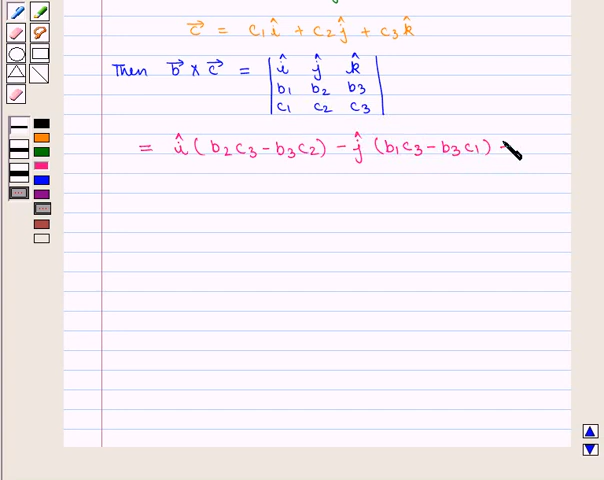 c⃗ = c₁î + c₂ĵ + c₃k̂
Then b⃗ × c⃗ = | î ĵ k̂ |
| b₁ b₂ b₃ |
| c₁ c₂ c₃ |
= î ( b₂c₃ − b₃c₂) − ĵ (b₁c₃ − b₃c₁)